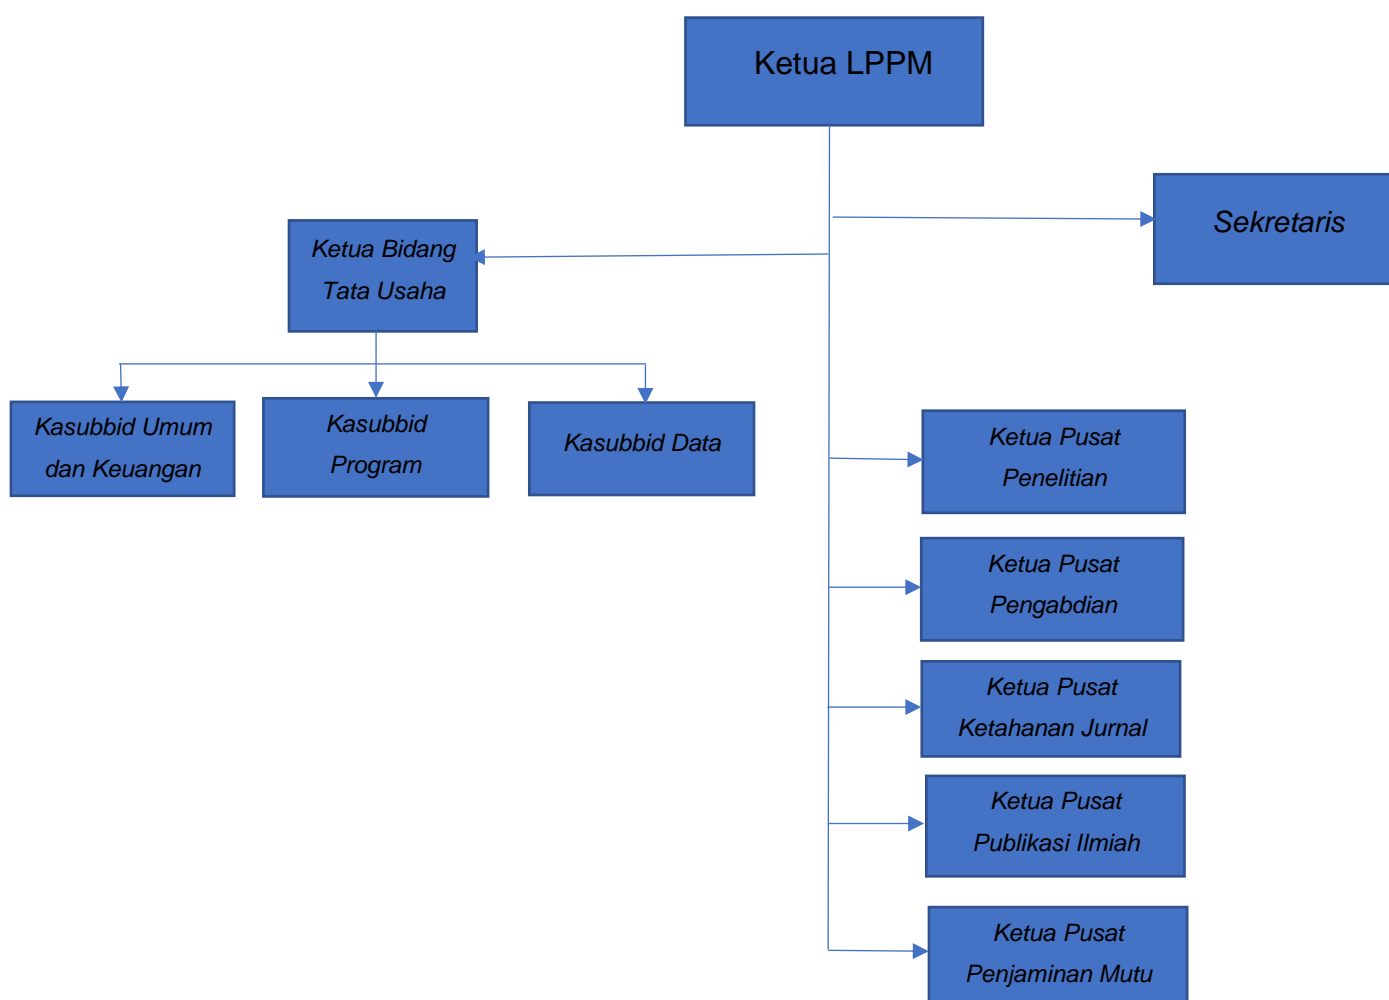 Ketua LPPM
Sekretaris
Ketua Bidang
Tata Usaha
Kasubbid Umum
dan Keuangan
Kasubbid
Program
Kasubbid Data
Ketua Pusat
Penelitian
Ketua Pusat
Pengabdian
Ketua Pusat
Ketahanan Jurnal
Ketua Pusat
Publikasi Ilmiah
Ketua Pusat
Penjaminan Mutu